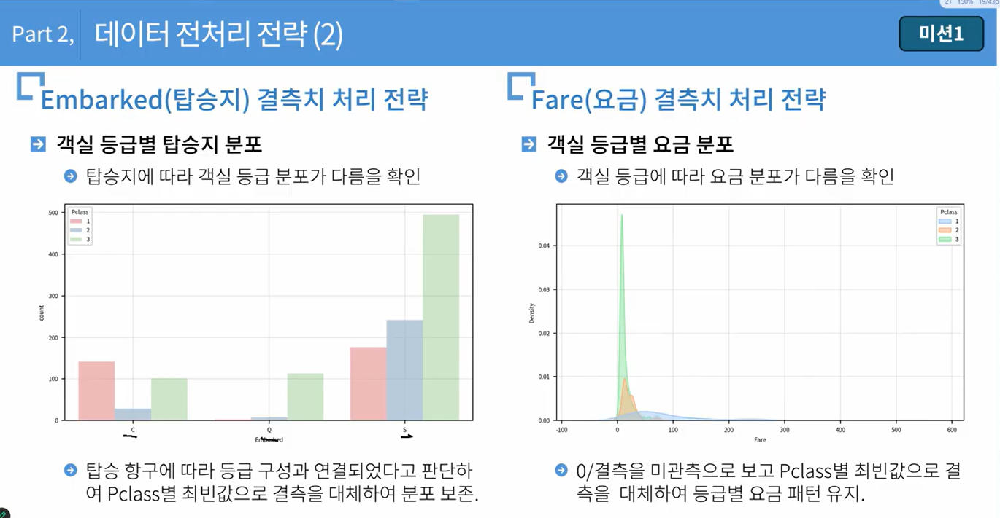 21 150% 19/43p
Part 2, 데이터 전처리 전략 (2)
미션1
Embarked(탑승지) 결측치 처리 전략
객실 등급별 탑승지 분포
탑승지에 따라 객실 등급 분포가 다름을 확인
Pclass
1
2
3
500
400
300
200
100
0
count
C
Q
S
Embarked
탑승 항구에 따라 등급 구성과 연결되었다고 판단하
여 Pclass별 최빈값으로 결측을 대체하여 분포 보존.
Fare(요금) 결측치 처리 전략
객실 등급별 요금 분포
객실 등급에 따라 요금 분포가 다름을 확인
Pclass
1
2
3
0.04
0.03
0.02
0.01
0.00
Density
-100
0
100
200
300
400
500
600
Fare
0/결측을 미관측으로 보고 Pclass별 최빈값으로 결
측을 대체하여 등급별 요금 패턴 유지.